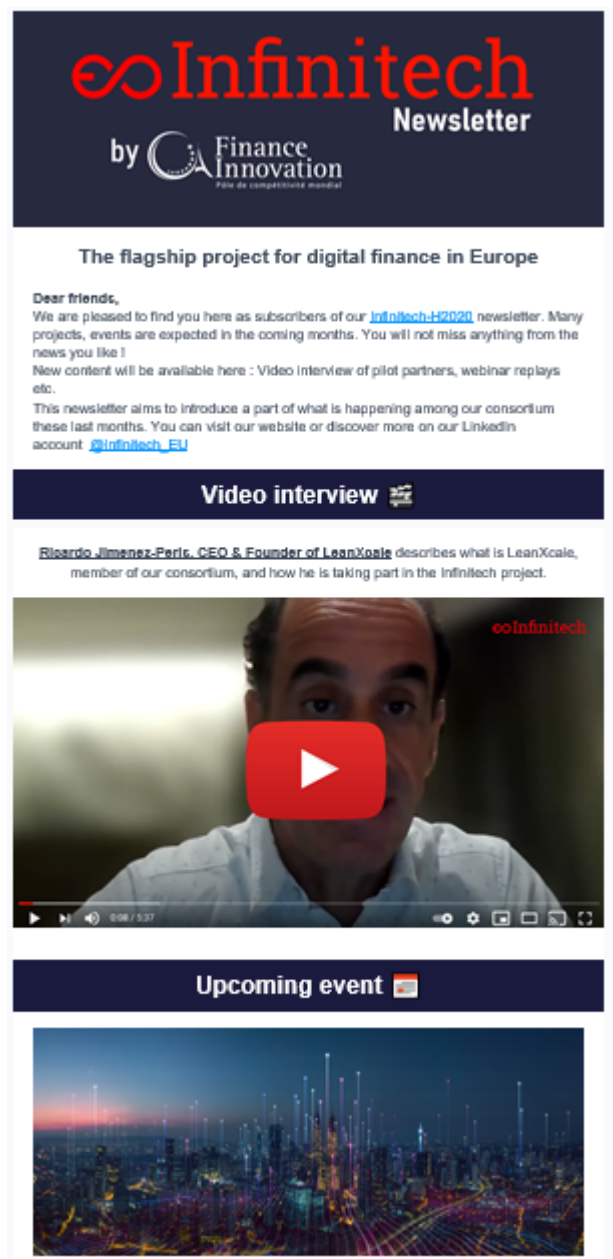 Infinitech
Newsletter
by Finance
Innovation
Pôle de compétitivité mondial
The flagship project for digital finance in Europe
Dear friends,
We are pleased to find you here as subscribers of our Infinitech-H2020 newsletter. Many
projects, events are expected in the coming months. You will not miss anything from the
news you like !
New content will be available here : Video interview of pilot partners, webinar replays
etc.
This newsletter aims to introduce a part of what is happening among our consortium
these last months. You can visit our website or discover more on our LinkedIn
account @Infinitech_EU
Video interview
Ricardo Jimenez-Peris, CEO & Founder of LeanXcale describes what is LeanXcale,
member of our consortium, and how he is taking part in the Infinitech project.
Infinitech
0:08 / 5:37
Upcoming event